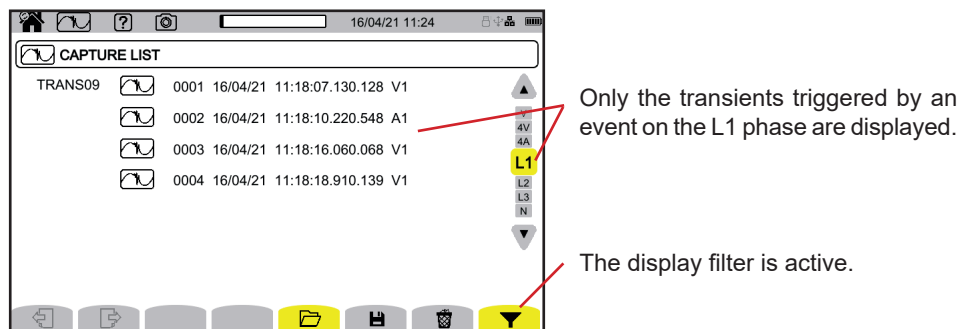 ?
16/04/21 11:24
CAPTURE LIST
TRANS09 0001 16/04/21 11:18:07.130.128 V1
0002 16/04/21 11:18:10.220.548 A1
0003 16/04/21 11:18:16.060.068 V1
0004 16/04/21 11:18:18.910.139 V1
V
4V
4A
L1
L2
L3
N
Only the transients triggered by an
event on the L1 phase are displayed.
The display filter is active.